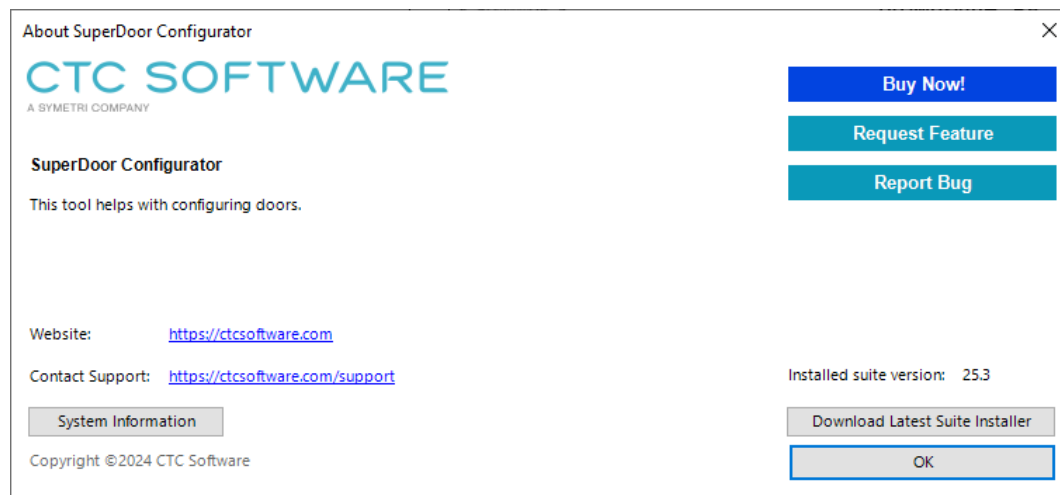 About SuperDoor Configurator
CTC SOFTWARE
A SYMETRI COMPANY
Buy Now!
Request Feature
Report Bug
SuperDoor Configurator
This tool helps with configuring doors.
Website: https://ctcsoftware.com
Contact Support: https://ctcsoftware.com/support
Installed suite version: 25.3
System Information
Download Latest Suite Installer
Copyright ©2024 CTC Software
OK